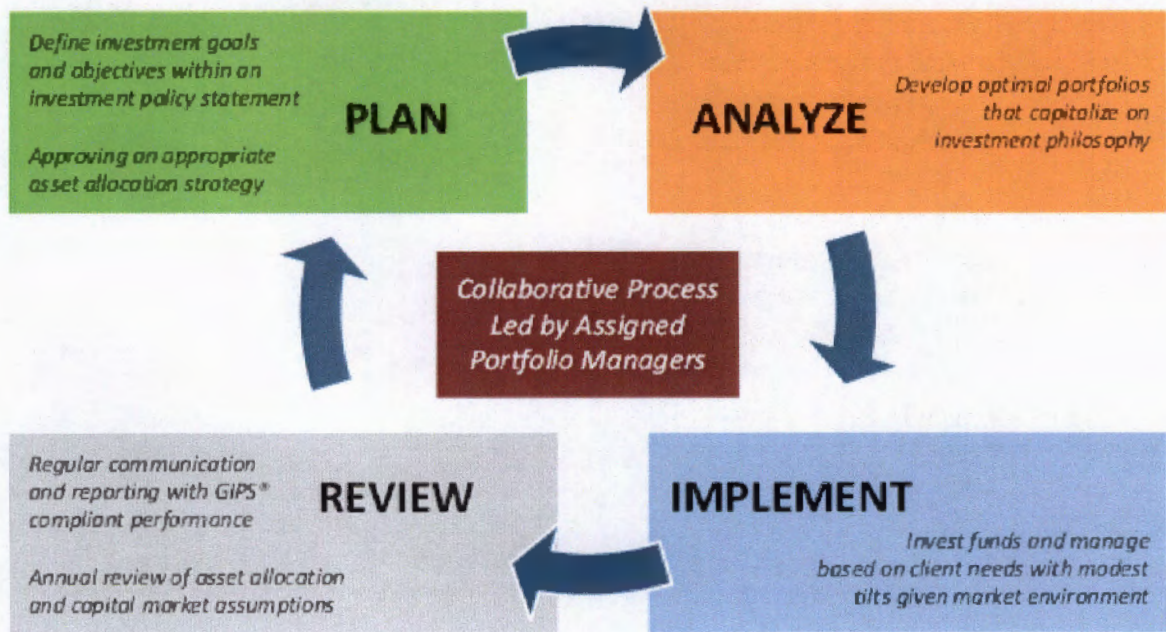 Define investment goals
and objectives within an
investment policy statement
PLAN
Approving an appropriate
asset allocation strategy
ANALYZE
Develop optimal portfolios
that capitalize on
investment philosophy
Collaborative Process
Led by Assigned
Portfolio Managers
Regular communication
and reporting with GIPS®
compliant performance
REVIEW
Annual review of asset allocation
and capital market assumptions
IMPLEMENT
Invest funds and manage
based on client needs with modest
tilts given market environment